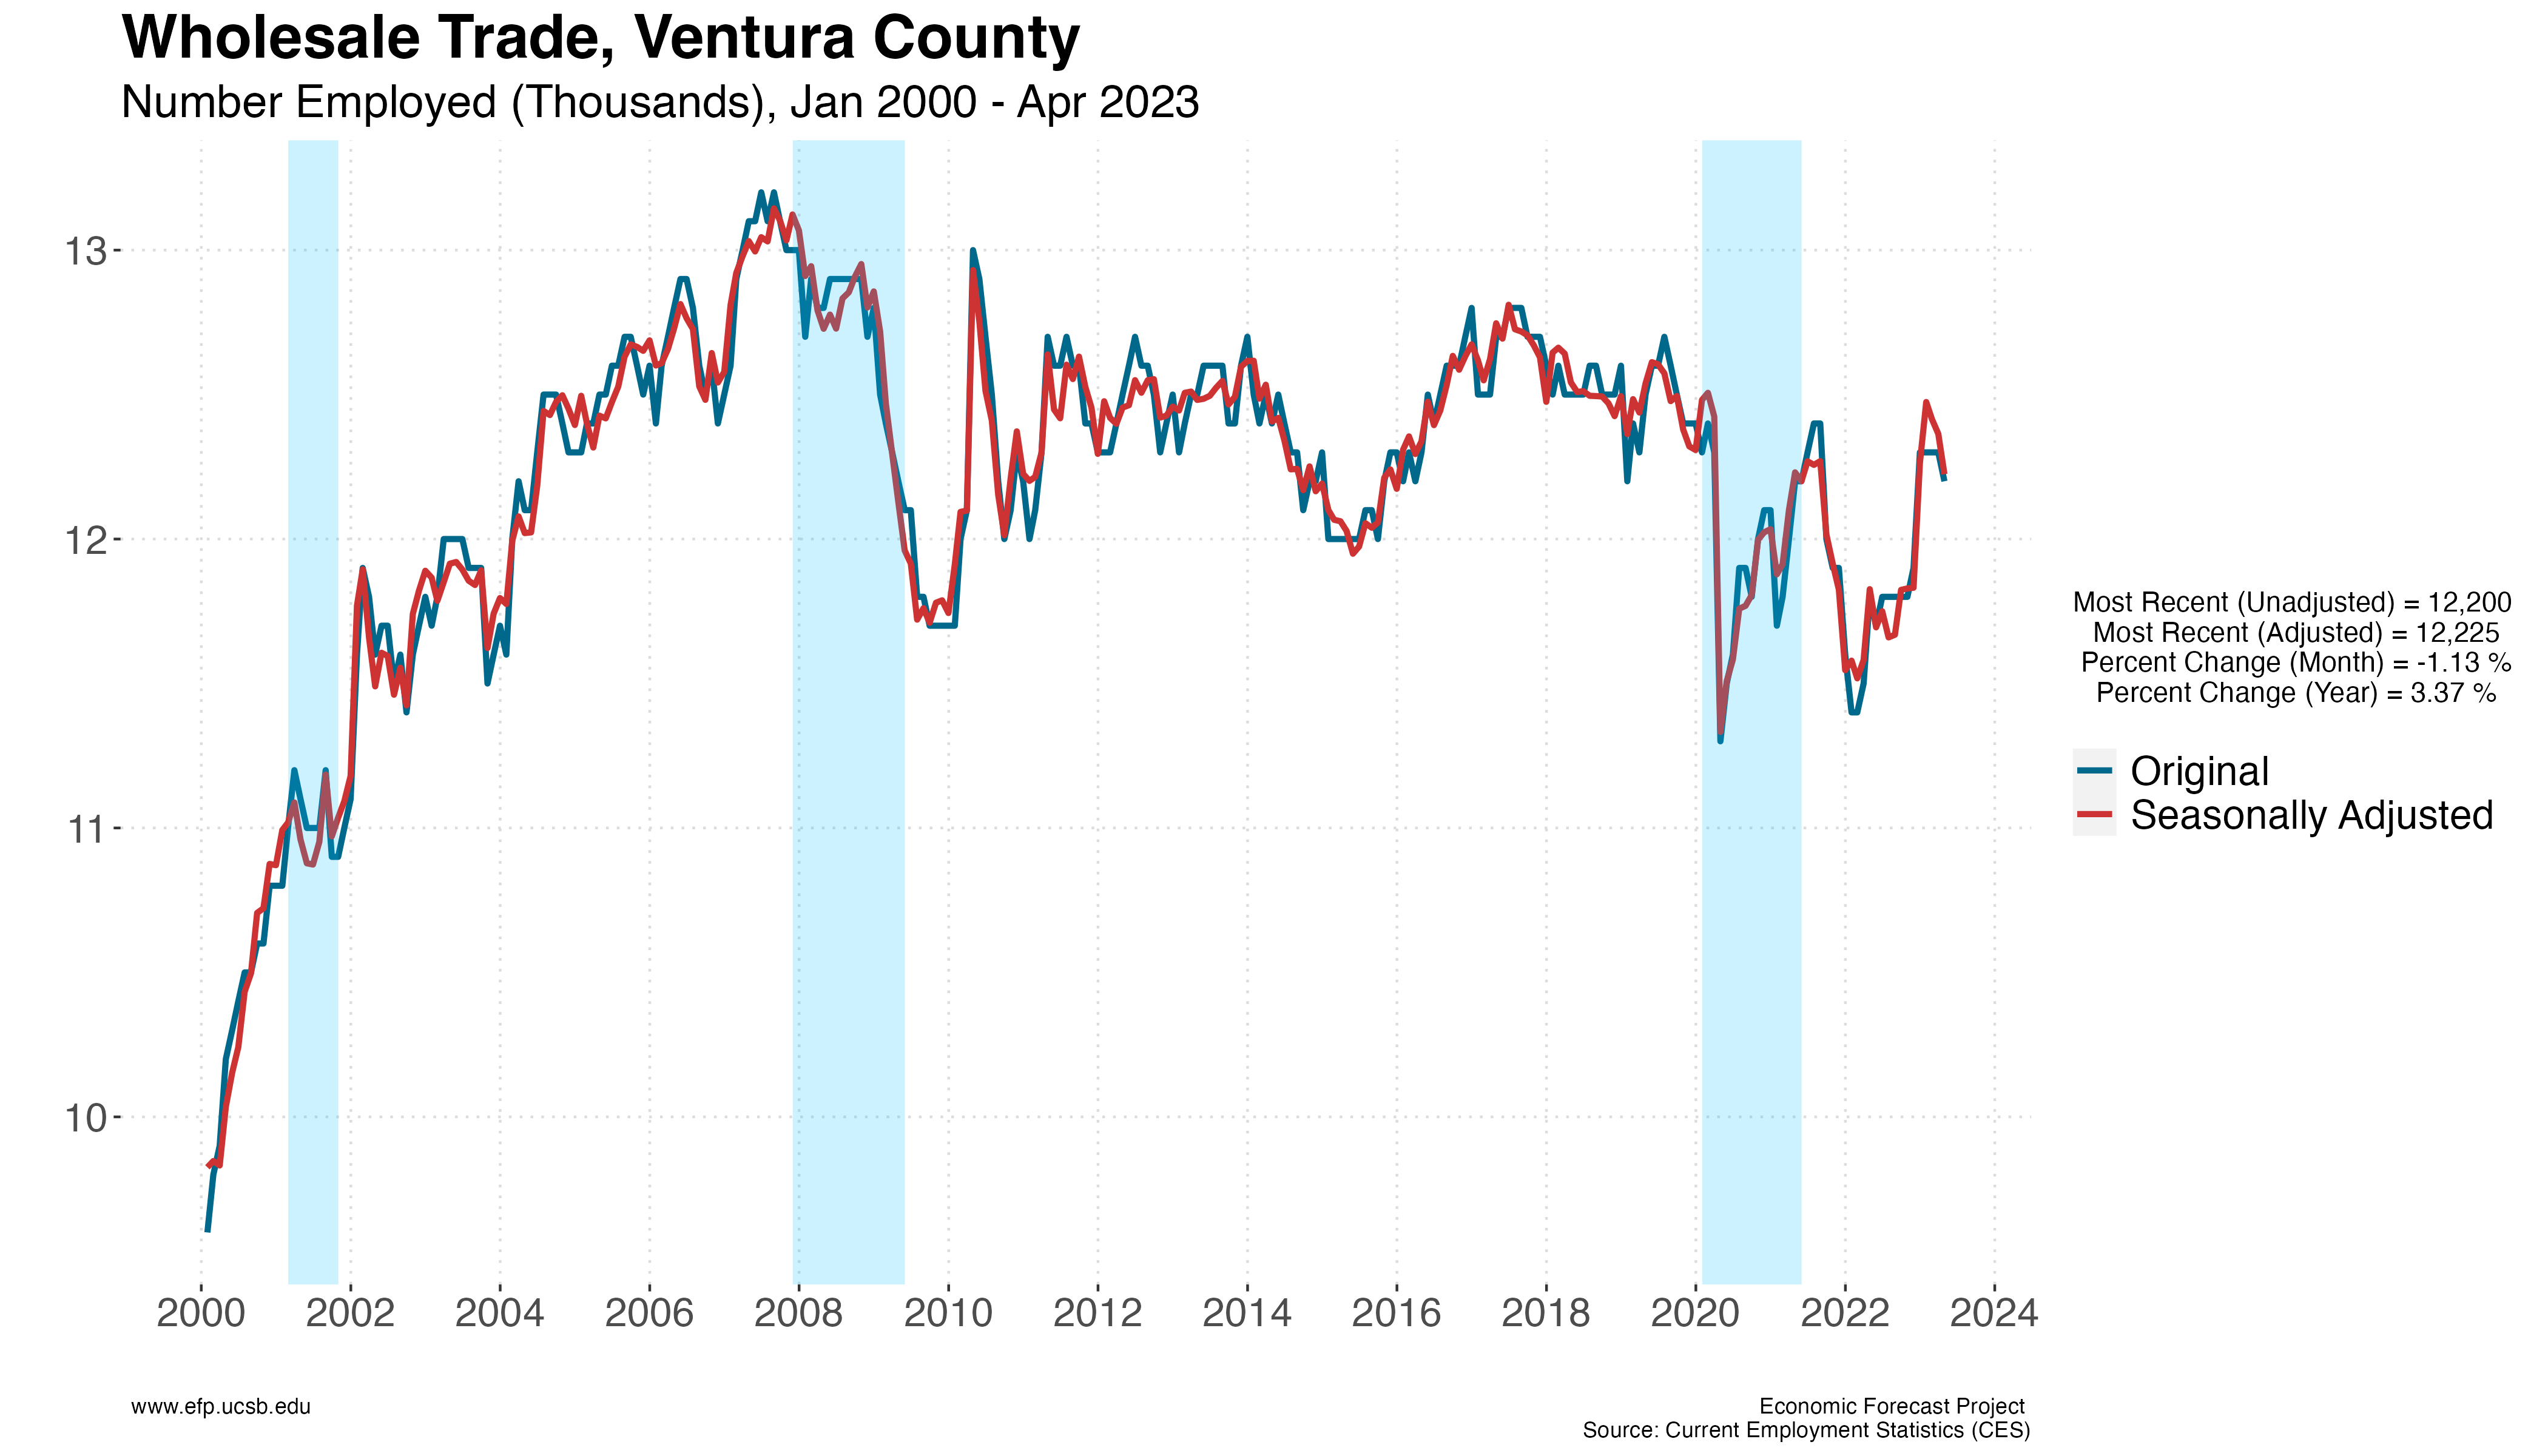 Wholesale Trade, Ventura County
Number Employed (Thousands), Jan 2000 - Apr 2023
13
12
11
10
2000 2002 2004 2006 2008 2010 2012 2014 2016 2018 2020 2022 2024
Most Recent (Unadjusted) = 12,200
Most Recent (Adjusted) = 12,225
Percent Change (Month) = -1.13 %
Percent Change (Year) = 3.37 %
Original
Seasonally Adjusted
www.efp.ucsb.edu
Economic Forecast Project
Source: Current Employment Statistics (CES)